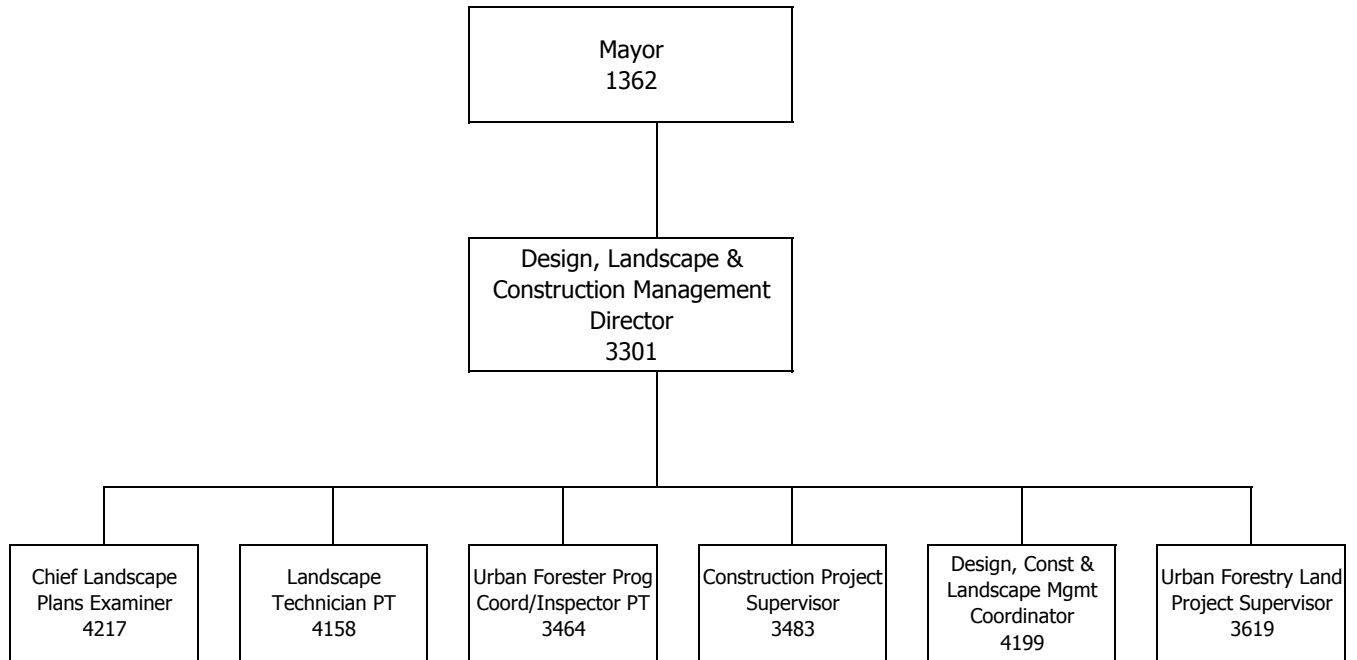 Mayor
1362
Design, Landscape &
Construction Management
Director
3301
Chief Landscape
Plans Examiner
4217
Landscape
Technician PT
4158
Urban Forester Prog
Coord/Inspector PT
3464
Construction Project
Supervisor
3483
Design, Const &
Landscape Mgmt
Coordinator
4199
Urban Forestry Land
Project Supervisor
3619